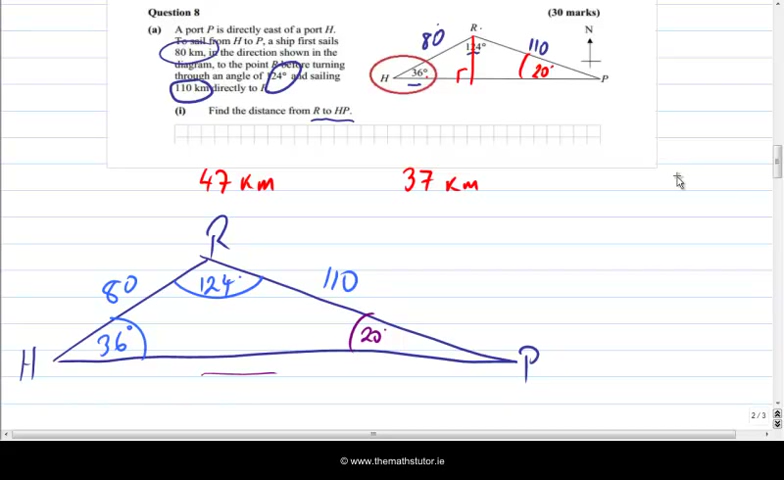 Question 8
(30 marks)
(a) A port P is directly east of a port H.
To sail from H to P, a ship first sails
80 km, in the direction shown in the
diagram, to the point R before turning
through an angle of 124° and sailing
110 km directly to P.
R
80
124°
110
N
H
36°
20°
P
(i) Find the distance from R to HP.
47 Km
37 Km
R
80
124°
110
36°
20°
H
P
2/3
© www.themathstutor.ie